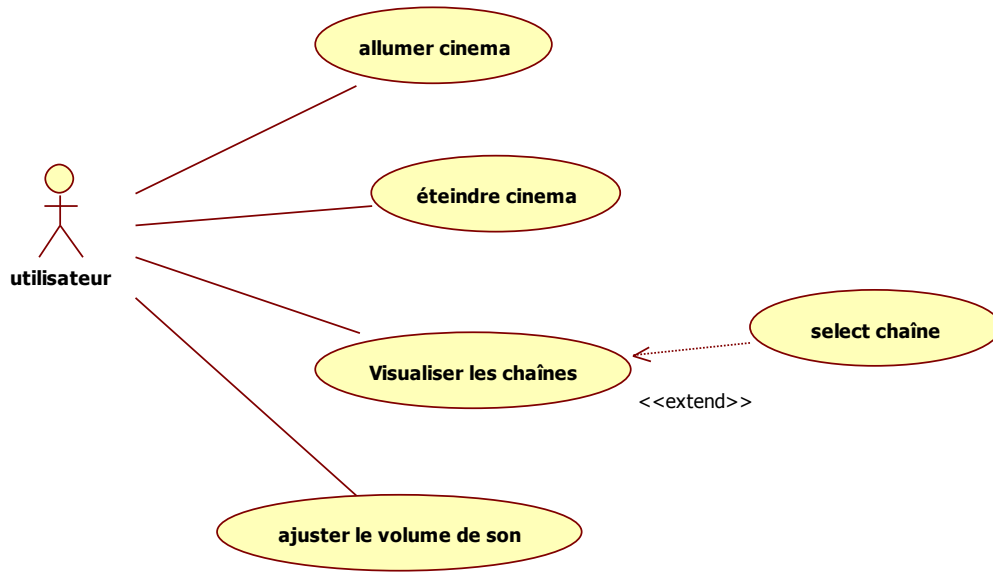 allumer cinema
éteindre cinema
utilisateur
select chaîne
Visualiser les chaînes
<<extend>>
ajuster le volume de son